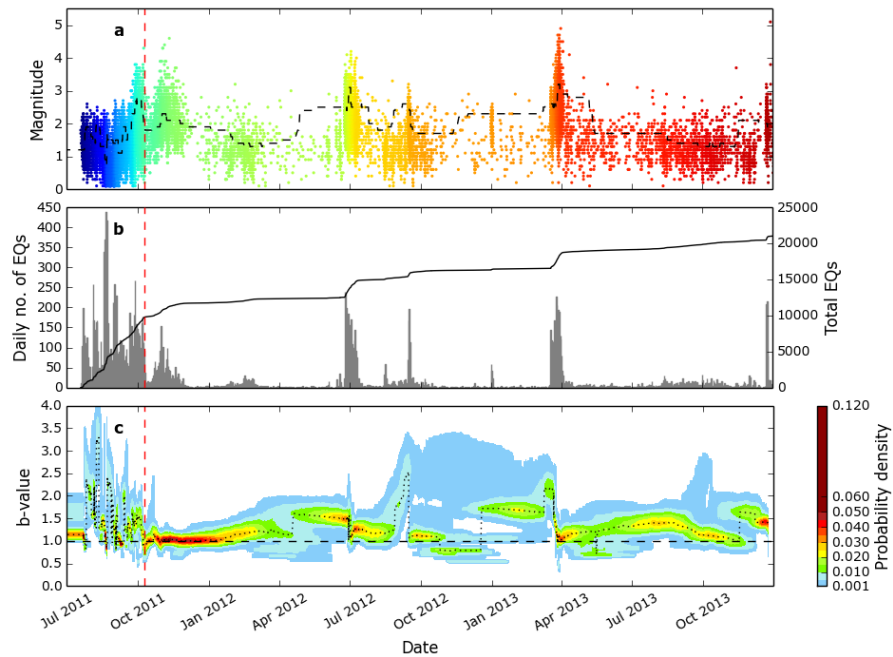 a
5
4
3
2
1
0
Magnitude
b
450
400
350
300
250
200
150
100
50
0
Daily no. of EQs
25000
20000
15000
10000
5000
0
Total EQs
c
4.0
3.5
3.0
2.5
2.0
1.5
1.0
0.5
0.0
b-value
Jul 2011
Oct 2011
Jan 2012
Apr 2012
Jul 2012
Oct 2012
Jan 2013
Apr 2013
Jul 2013
Oct 2013
Date
0.120
0.060
0.050
0.040
0.030
0.020
0.010
0.001
Probability density